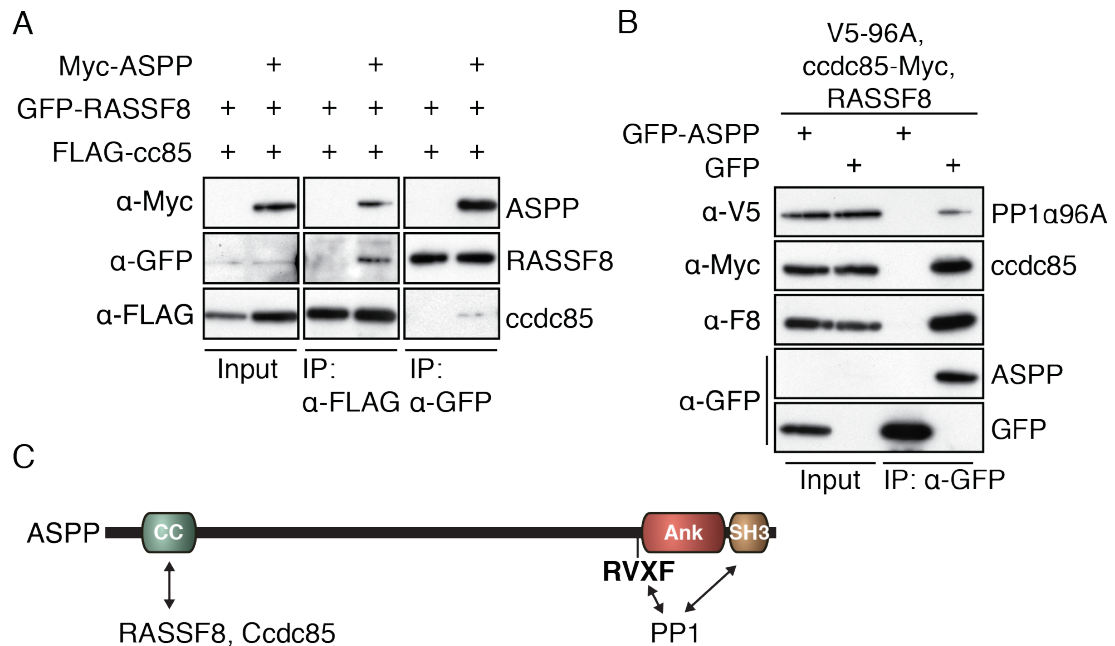 A
Myc-ASPP + + +
GFP-RASSF8 + + + + + +
FLAG-cc85 + + + + + +
α-Myc ASPP
α-GFP RASSF8
α-FLAG ccdc85
Input IP: IP:
α-FLAG α-GFP
B
V5-96A,
ccdc85-Myc,
RASSF8
GFP-ASPP + +
GFP + +
α-V5 PP1α96A
α-Myc ccdc85
α-F8
ASPP
α-GFP
GFP
Input IP: α-GFP
C
ASPP CC Ank SH3
RVXF
RASSF8, Ccdc85 PP1